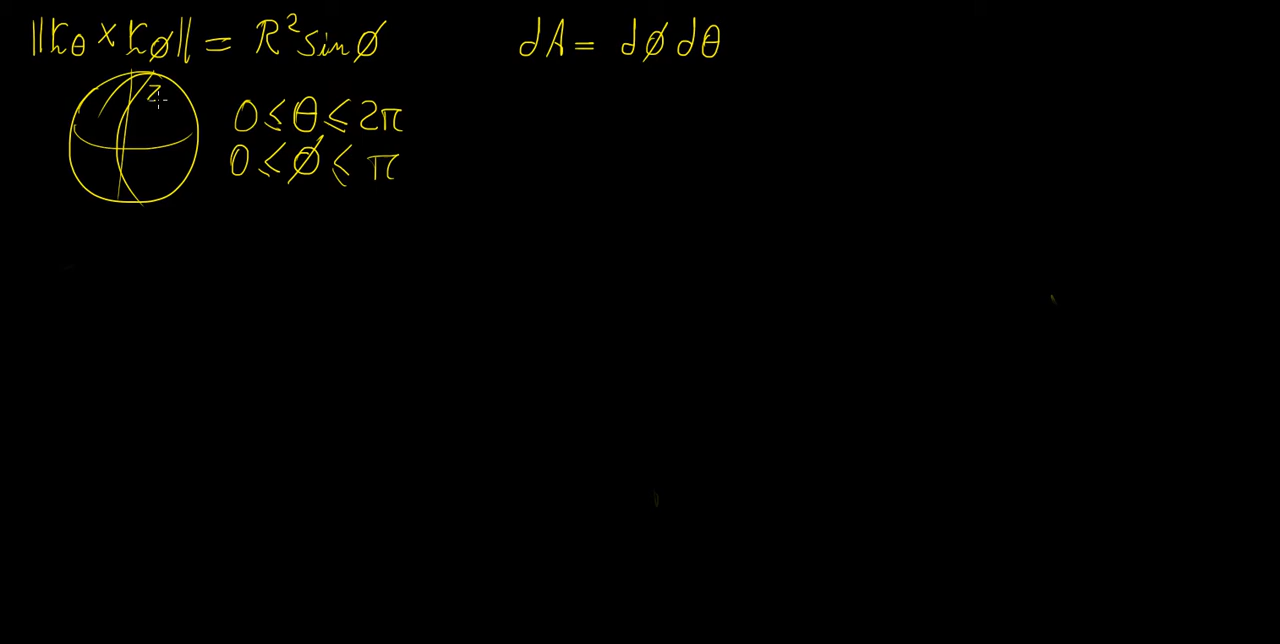 ||r_θ × r_ϕ|| = R² sin ϕ    dA = dϕ dθ
z
0 ≤ θ ≤ 2π
0 ≤ ϕ ≤ π